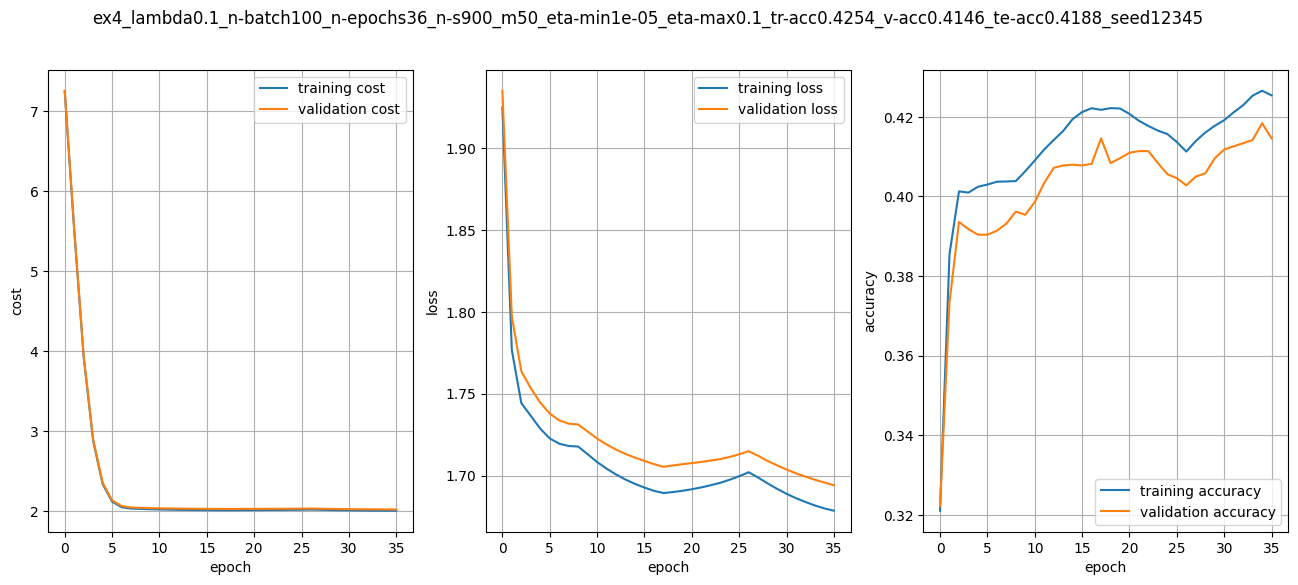 ex4_lambda0.1_n-batch100_n-epochs36_n-s900_m50_eta-min1e-05_eta-max0.1_tr-acc0.4254_v-acc0.4146_te-acc0.4188_seed12345
training cost
validation cost
7
6
5
4
3
2
cost
0 5 10 15 20 25 30 35
epoch
training loss
validation loss
1.90
1.85
1.80
1.75
1.70
loss
0 5 10 15 20 25 30 35
epoch
0.42
0.40
0.38
0.36
0.34
0.32
accuracy
training accuracy
validation accuracy
0 5 10 15 20 25 30 35
epoch